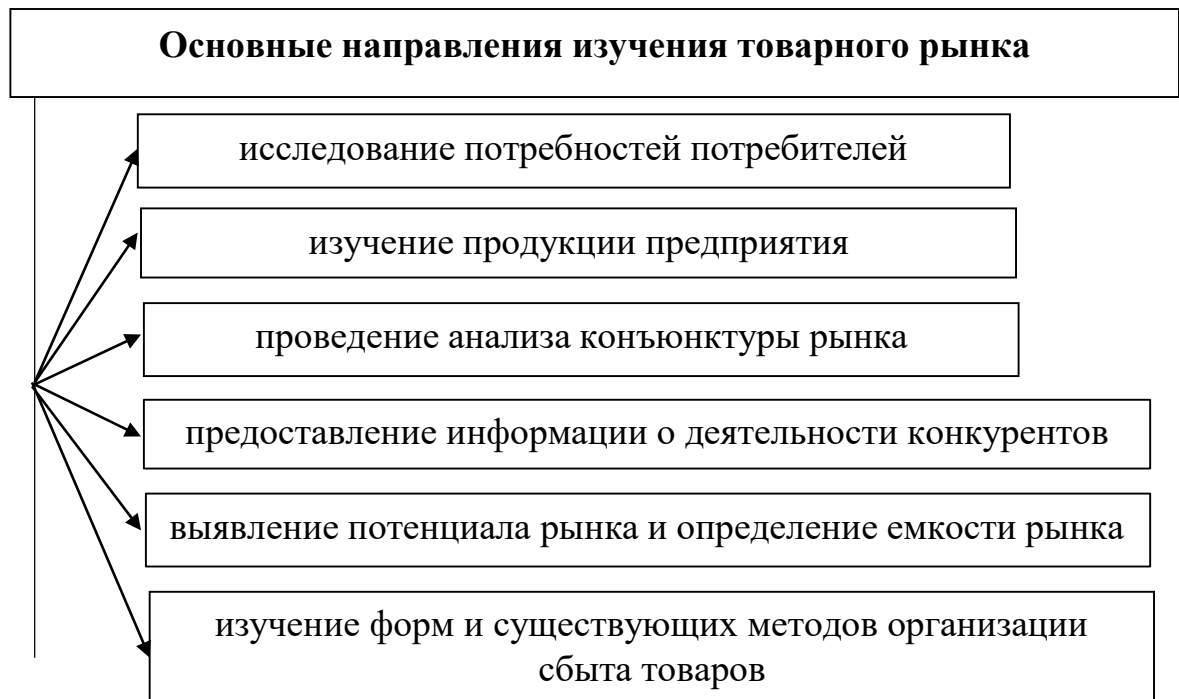 Основные направления изучения товарного рынка
исследование потребностей потребителей
изучение продукции предприятия
проведение анализа конъюнктуры рынка
предоставление информации о деятельности конкурентов
выявление потенциала рынка и определение емкости рынка
изучение форм и существующих методов организации
сбыта товаров